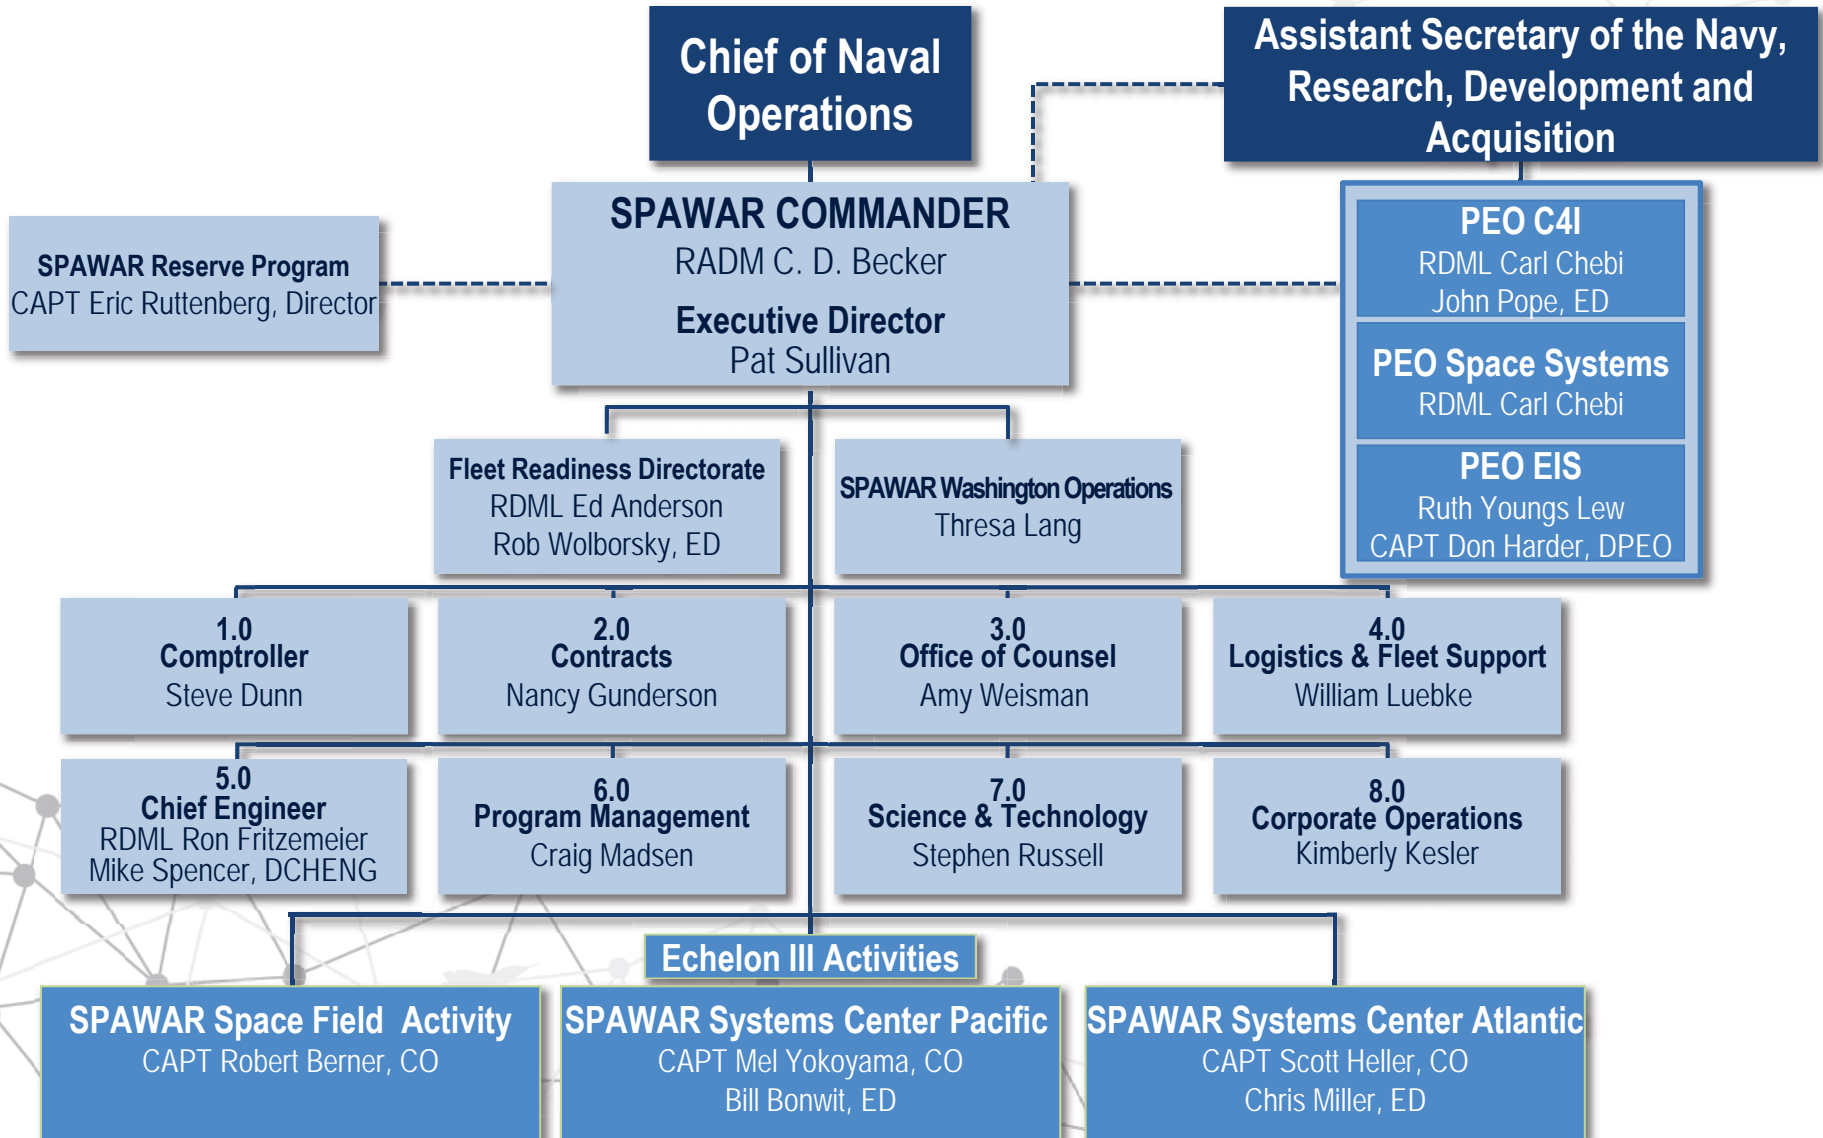 Chief of Naval
Operations
Assistant Secretary of the Navy,
Research, Development and
Acquisition
SPAWAR COMMANDER
RADM C. D. Becker
Executive Director
Pat Sullivan
SPAWAR Reserve Program
CAPT Eric Ruttenberg, Director
PEO C4I
RDML Carl Chebi
John Pope, ED
PEO Space Systems
RDML Carl Chebi
PEO EIS
Ruth Youngs Lew
CAPT Don Harder, DPEO
Fleet Readiness Directorate
RDML Ed Anderson
Rob Wolborsky, ED
SPAWAR Washington Operations
Thresa Lang
1.0
Comptroller
Steve Dunn
2.0
Contracts
Nancy Gunderson
3.0
Office of Counsel
Amy Weisman
4.0
Logistics & Fleet Support
William Luebke
5.0
Chief Engineer
RDML Ron Fritzemeier
Mike Spencer, DCHENG
6.0
Program Management
Craig Madsen
7.0
Science & Technology
Stephen Russell
8.0
Corporate Operations
Kimberly Kesler
Echelon III Activities
SPAWAR Space Field Activity
CAPT Robert Berner, CO
SPAWAR Systems Center Pacific
CAPT Mel Yokoyama, CO
Bill Bonwit, ED
SPAWAR Systems Center Atlantic
CAPT Scott Heller, CO
Chris Miller, ED